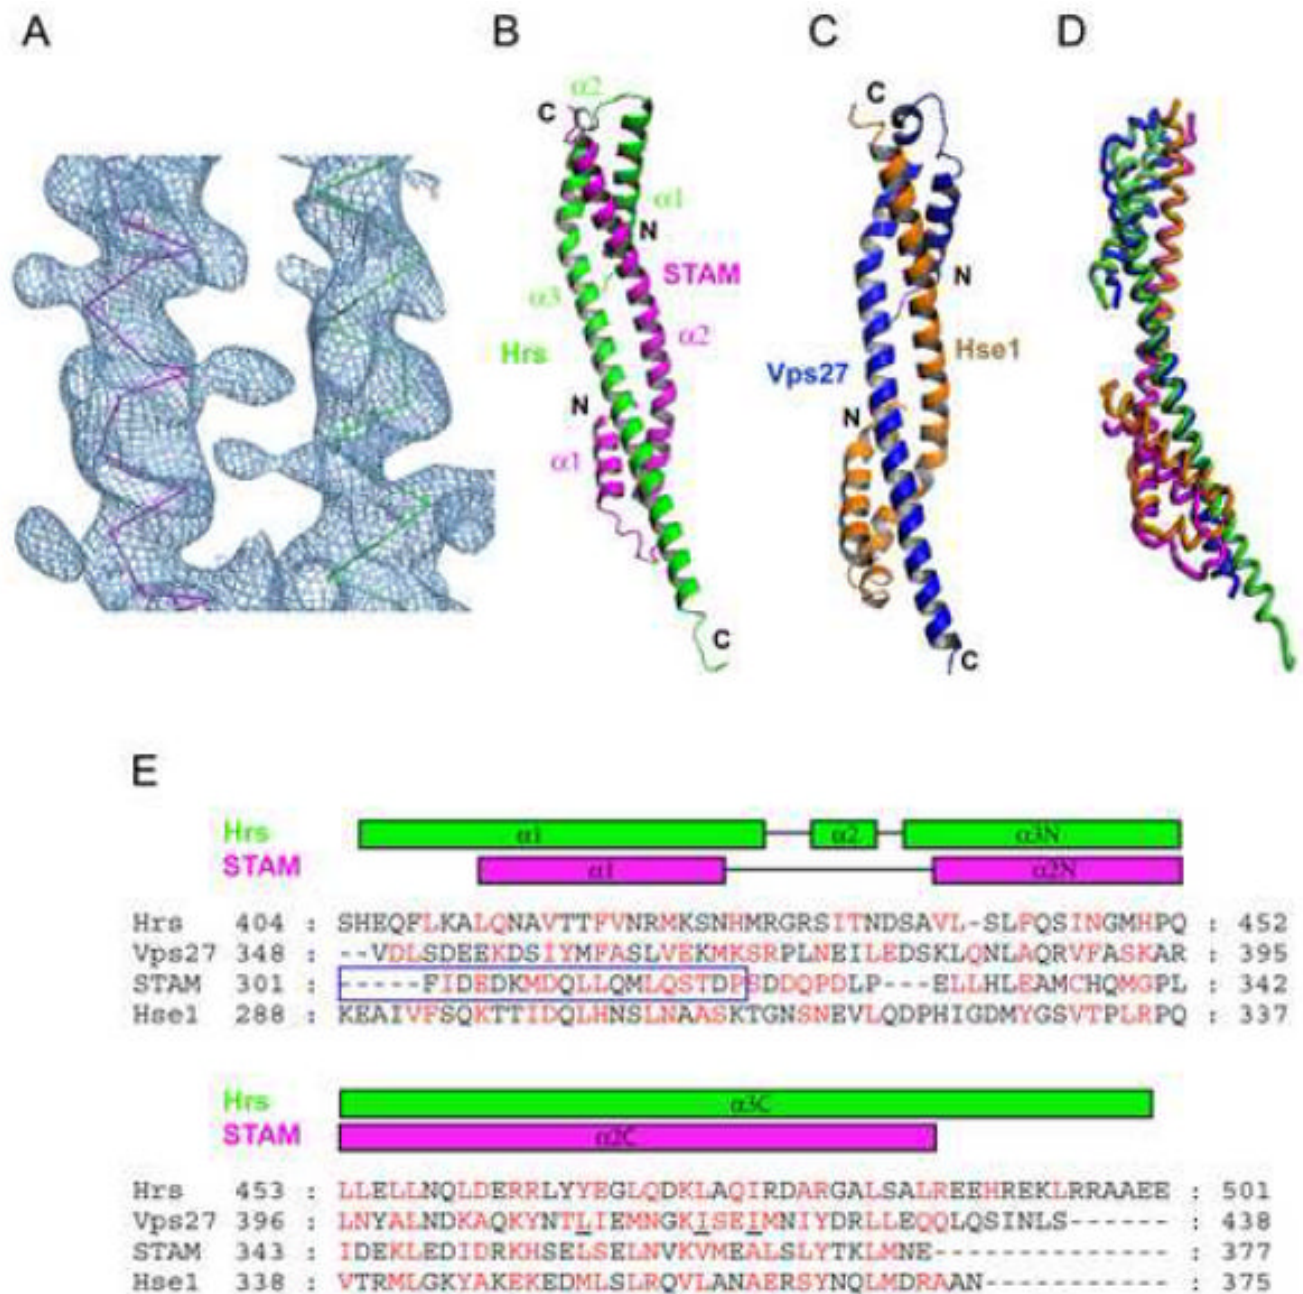 A
B
C
D
α2
C
α1
N
STAM
α3
α2
Hrs
N
α1
C
C
N
Hse1
Vps27
N
C
E
Hrs α1 α2 α3N
STAM α1 α2N
Hrs 404 : SHEQFLKALQNAVTTFVNRMKSNHMRGRSITNDSAVL-SLFQSINGMHPQ : 452
Vps27 348 : --VDLSDEEKDSIYMFASLVEKMKSRPLNEILEDSKLQNLAQRVFASKAR : 395
STAM 301 : -----FIDEDKMDQLLQMLQSTDPSDDQPDLP---ELLHLEAMCHQMGPL : 342
Hse1 288 : KEAIVFSQKTTIDQLHNSLNAASKTGNSNEVLQDPHIGDMYGSVTPLRPQ : 337
Hrs α3C
STAM α2C
Hrs 453 : LLELLNQLDERRLYYEGLQDKLAQIRDARGALSALREEHREKLRRAAEE : 501
Vps27 396 : LNYALNDKAQKYNTLIEMNGKISEIMNIYDRLLEQQLQSINLS------ : 438
STAM 343 : IDEKLEDIDRKHSELSELNVKVMEALSLYTKLMNE-------------- : 377
Hse1 338 : VTRMLGKYAKEKEDMLSLRQVLANAERSYNQLMDRAAN----------- : 375